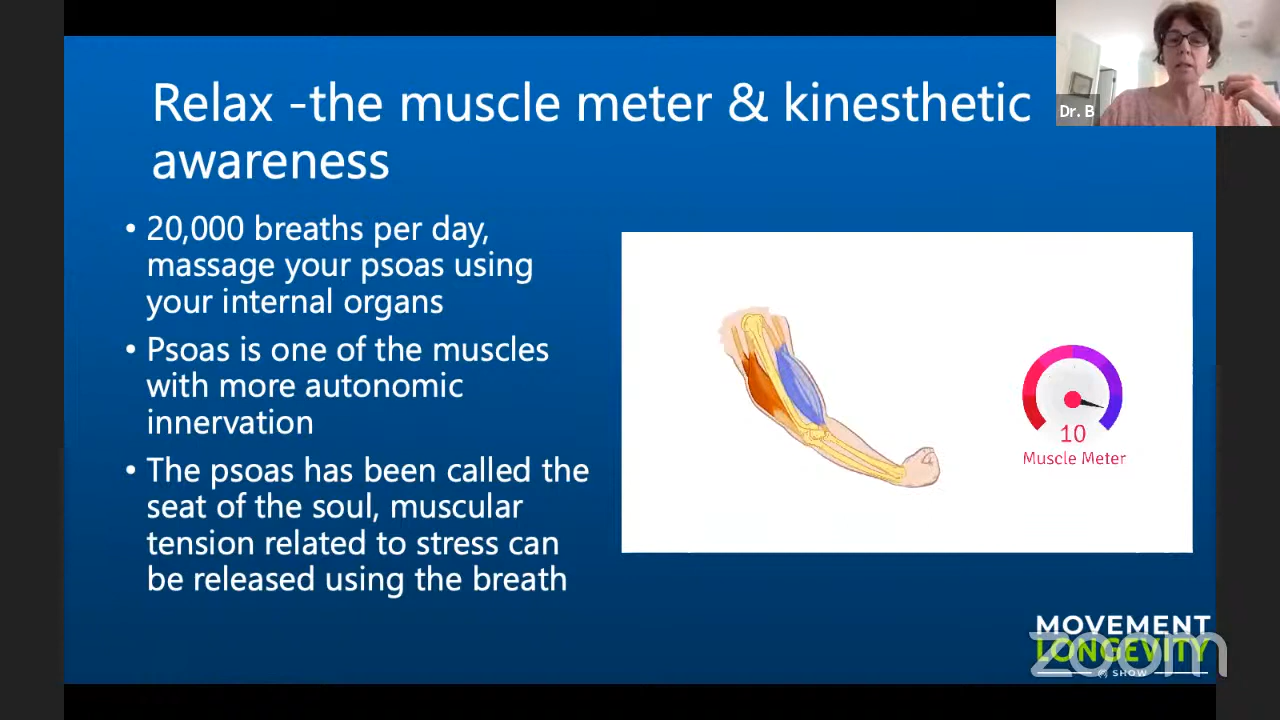 Relax -the muscle meter & kinesthetic
awareness
Dr. B
• 20,000 breaths per day,
massage your psoas using
your internal organs
• Psoas is one of the muscles
with more autonomic
innervation
• The psoas has been called the
seat of the soul, muscular
tension related to stress can
be released using the breath
10
Muscle Meter
MOVEMENT
LONGEVITY
SHOW
zoom